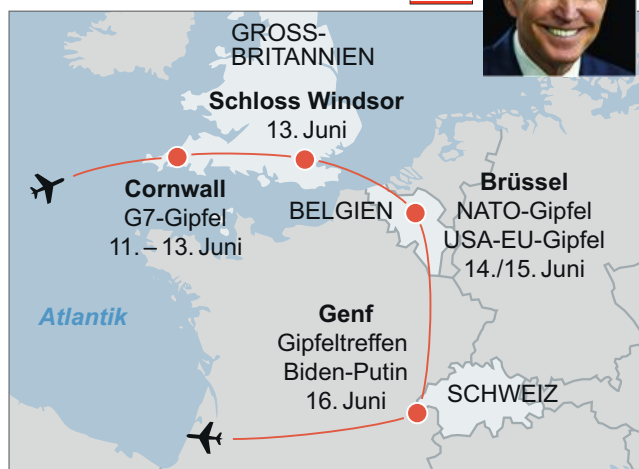 GROSS-
BRITANNIEN
Schloss Windsor
13. Juni
Cornwall
G7-Gipfel
11. – 13. Juni
BELGIEN
Brüssel
NATO-Gipfel
USA-EU-Gipfel
14./15. Juni
Atlantik
Genf
Gipfeltreffen
Biden-Putin
16. Juni
SCHWEIZ